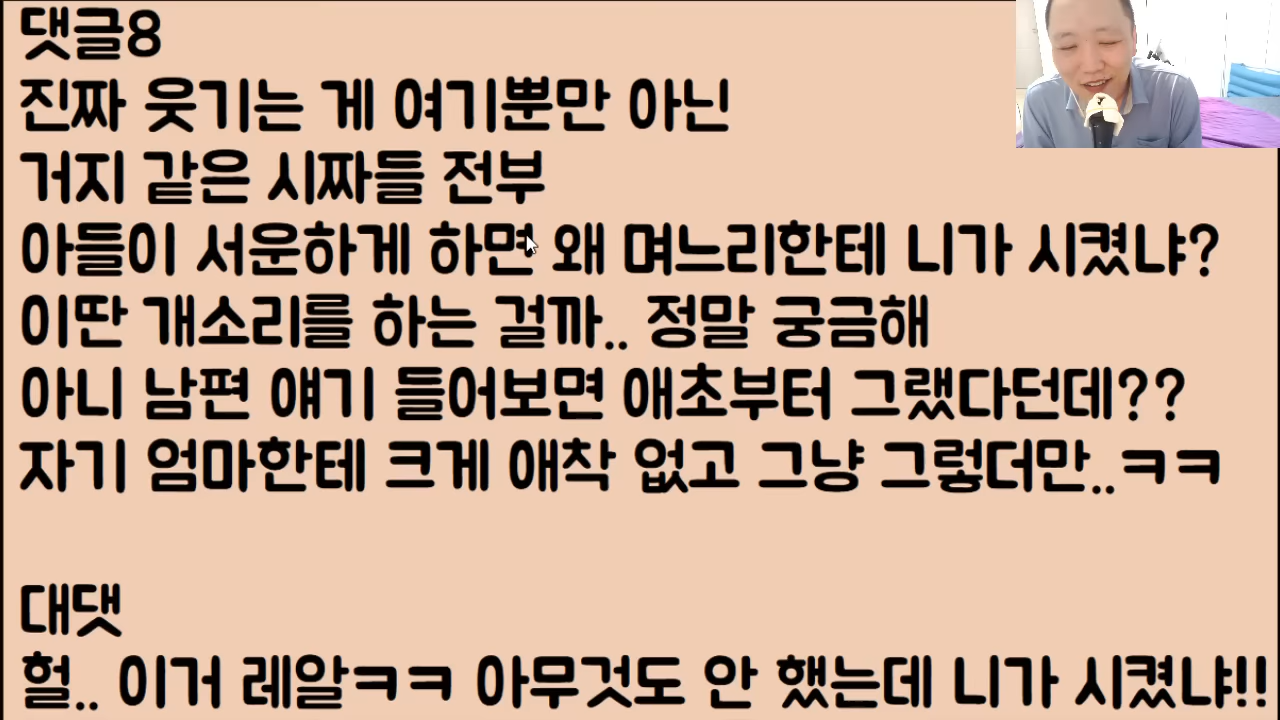 댓글8
진짜 웃기는 게 여기뿐만 아닌
거지 같은 시짜들 전부
아들이 서운하게 하면 왜 며느리한테 니가 시켰냐?
이딴 개소리를 하는 걸까.. 정말 궁금해
아니 남편 얘기 들어보면 애초부터 그랬다던데??
자기 엄마한테 크게 애착 없고 그냥 그렇더만..ㅋㅋ
대댓
헐.. 이거 레알ㅋㅋ 아무것도 안 했는데 니가 시켰냐!!